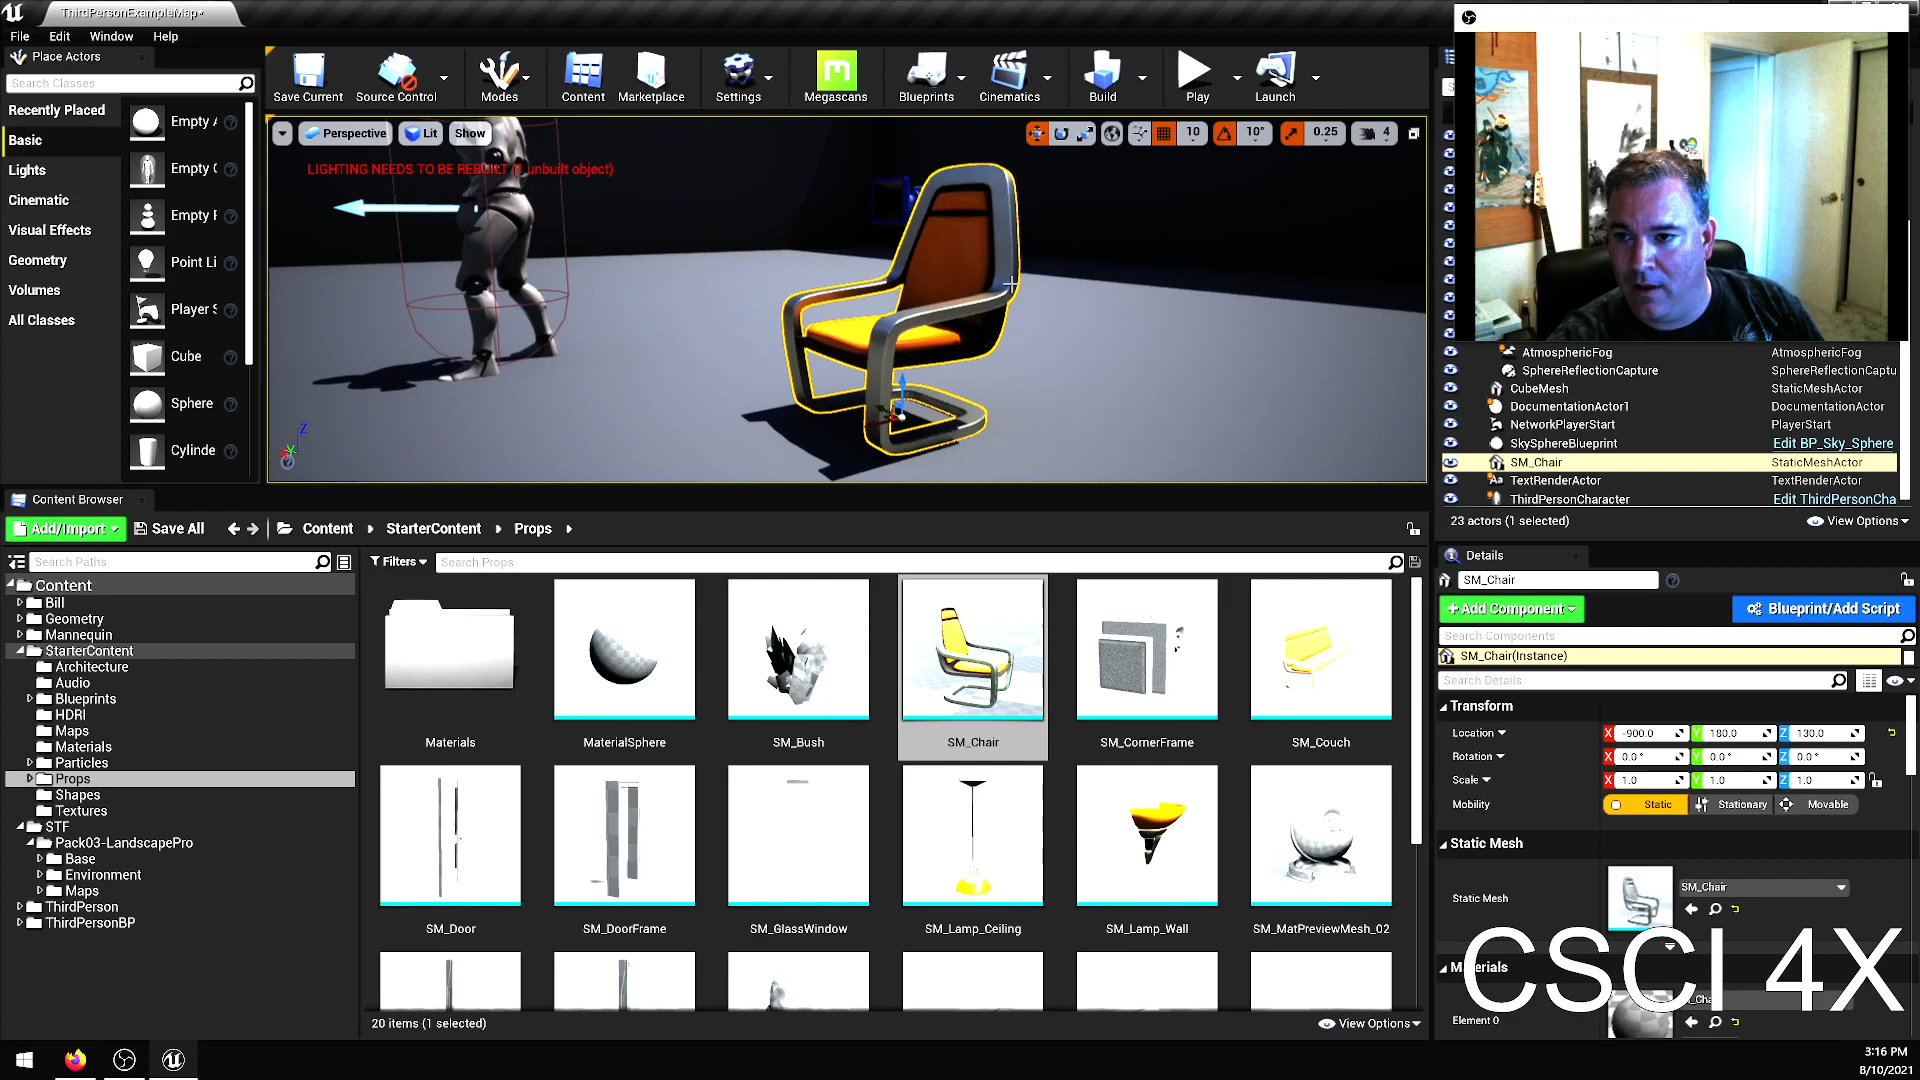 ThirdPersonExampleMap*
File Edit Window Help
Place Actors
Search Classes
Recently Placed
Basic
Lights
Cinematic
Visual Effects
Geometry
Volumes
All Classes
Empty A
Empty C
Empty P
Point Li
Player S
Cube
Sphere
Cylinde
Save Current
Source Control
Modes
Content
Marketplace
Settings
Megascans
Blueprints
Cinematics
Build
Play
Launch
Perspective
Lit
Show
10
10°
0.25
4
LIGHTING NEEDS TO BE REBUILT (1 unbuilt object)
Z
AtmosphericFog AtmosphericFog
SphereReflectionCapture SphereReflectionCaptu
CubeMesh StaticMeshActor
DocumentationActor1 DocumentationActor
NetworkPlayerStart PlayerStart
SkySphereBlueprint Edit BP_Sky_Sphere
SM_Chair StaticMeshActor
TextRenderActor TextRenderActor
ThirdPersonCharacter Edit ThirdPersonCha
23 actors (1 selected)
View Options
Content Browser
Add/Import
Save All
Content
StarterContent
Props
Search Paths
Filters
Search Props
Content
Bill
Geometry
Mannequin
StarterContent
Architecture
Audio
Blueprints
HDRI
Maps
Materials
Particles
Props
Shapes
Textures
STF
Pack03-LandscapePro
Base
Environment
Maps
ThirdPerson
ThirdPersonBP
Materials
MaterialSphere
SM_Bush
SM_Chair
SM_CornerFrame
SM_Couch
SM_Door
SM_DoorFrame
SM_GlassWindow
SM_Lamp_Ceiling
SM_Lamp_Wall
SM_MatPreviewMesh_02
20 items (1 selected)
View Options
Details
SM_Chair
+Add Component
Blueprint/Add Script
Search Components
SM_Chair(Instance)
Search Details
Transform
Location X -900.0 Y 180.0 Z 130.0
Rotation X 0.0° Y 0.0° Z 0.0°
Scale X 1.0 Y 1.0 Z 1.0
Mobility Static Stationary Movable
Static Mesh
Static Mesh
SM_Chair
Materials
Element 0
CSCI 4X
3:16 PM
8/10/2021